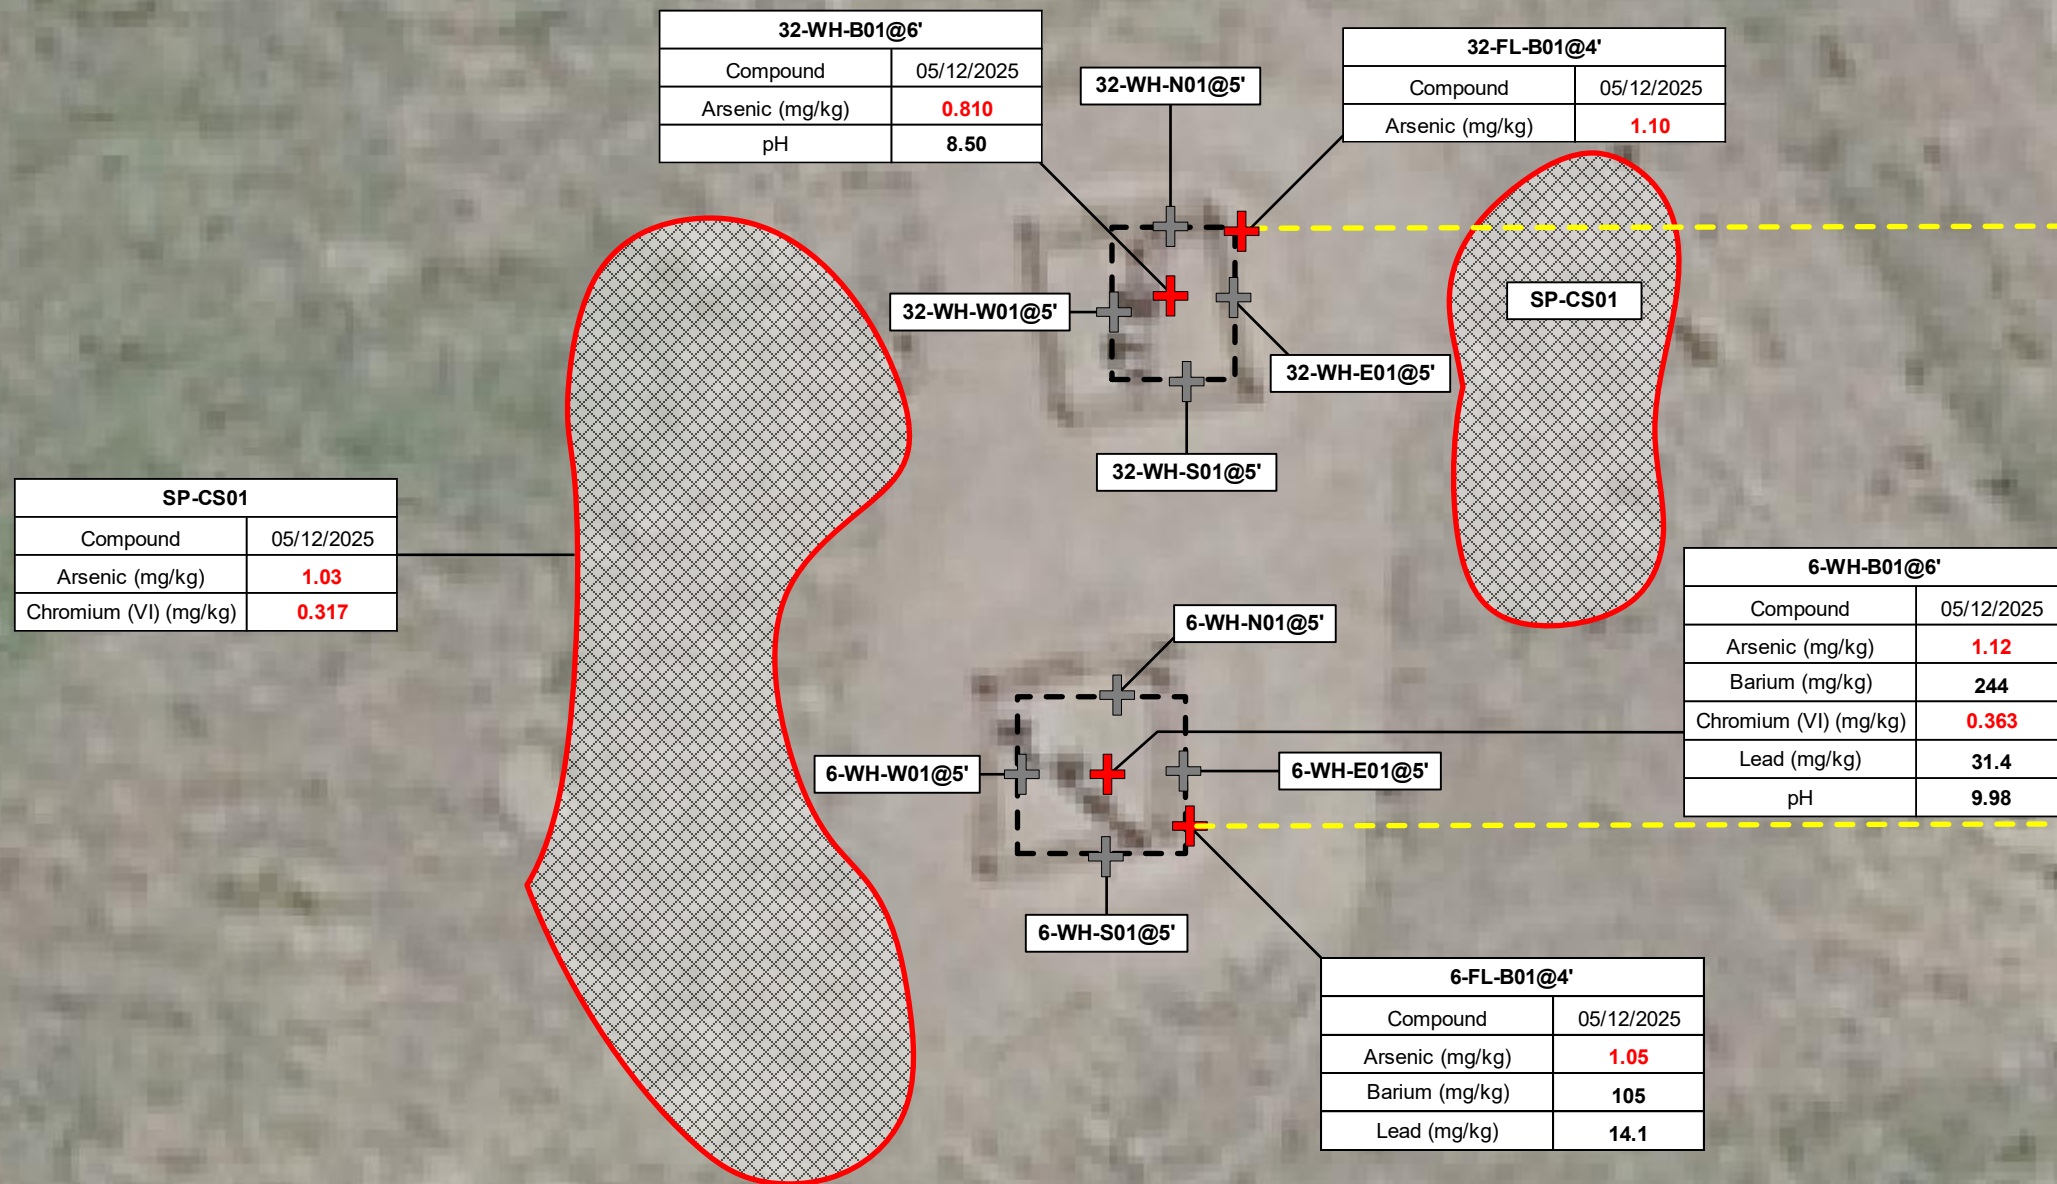 32-WH-B01@6'
Compound 05/12/2025
Arsenic (mg/kg) 0.810
pH 8.50
32-WH-N01@5'
32-FL-B01@4'
Compound 05/12/2025
Arsenic (mg/kg) 1.10
32-WH-W01@5'
SP-CS01
32-WH-E01@5'
32-WH-S01@5'
SP-CS01
Compound 05/12/2025
Arsenic (mg/kg) 1.03
Chromium (VI) (mg/kg) 0.317
6-WH-N01@5'
6-WH-B01@6'
Compound 05/12/2025
Arsenic (mg/kg) 1.12
Barium (mg/kg) 244
Chromium (VI) (mg/kg) 0.363
Lead (mg/kg) 31.4
pH 9.98
6-WH-W01@5'
6-WH-E01@5'
6-WH-S01@5'
6-FL-B01@4'
Compound 05/12/2025
Arsenic (mg/kg) 1.05
Barium (mg/kg) 105
Lead (mg/kg) 14.1